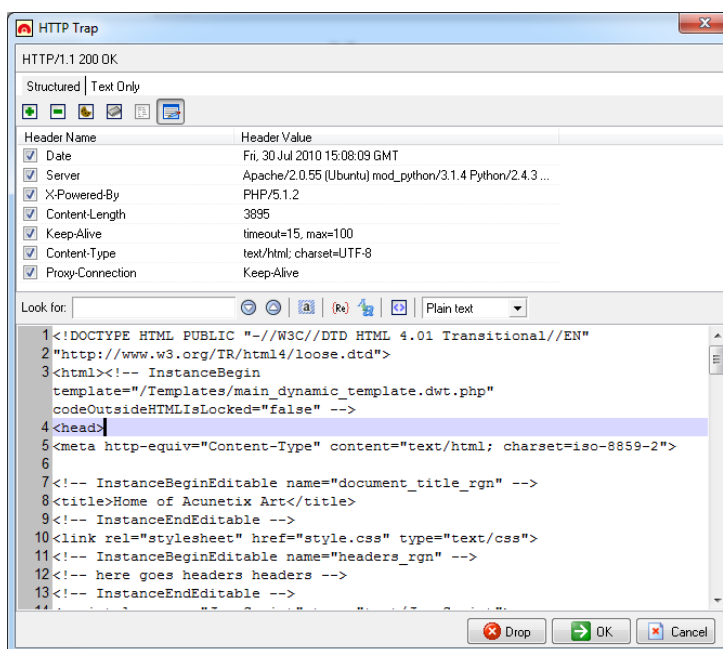 HTTP Trap
HTTP/1.1 200 OK
Structured Text Only
Header Name Header Value
Date Fri, 30 Jul 2010 15:08:09 GMT
Server Apache/2.0.55 (Ubuntu) mod_python/3.1.4 Python/2.4.3 ...
X-Powered-By PHP/5.1.2
Content-Length 3895
Keep-Alive timeout=15, max=100
Content-Type text/html; charset=UTF-8
Proxy-Connection Keep-Alive
Look for: a (Re) Plain text
1 <!DOCTYPE HTML PUBLIC "-//W3C//DTD HTML 4.01 Transitional//EN"
2 "http://www.w3.org/TR/html4/loose.dtd">
3 <html><!-- InstanceBegin
template="/Templates/main_dynamic_template.dwt.php"
codeOutsideHTMLIsLocked="false" -->
4 <head>
5 <meta http-equiv="Content-Type" content="text/html; charset=iso-8859-2">
6
7 <!-- InstanceBeginEditable name="document_title_rgn" -->
8 <title>Home of Acunetix Art</title>
9 <!-- InstanceEndEditable -->
10 <link rel="stylesheet" href="style.css" type="text/css">
11 <!-- InstanceBeginEditable name="headers_rgn" -->
12 <!-- here goes headers headers -->
13 <!-- InstanceEndEditable -->
Drop OK Cancel